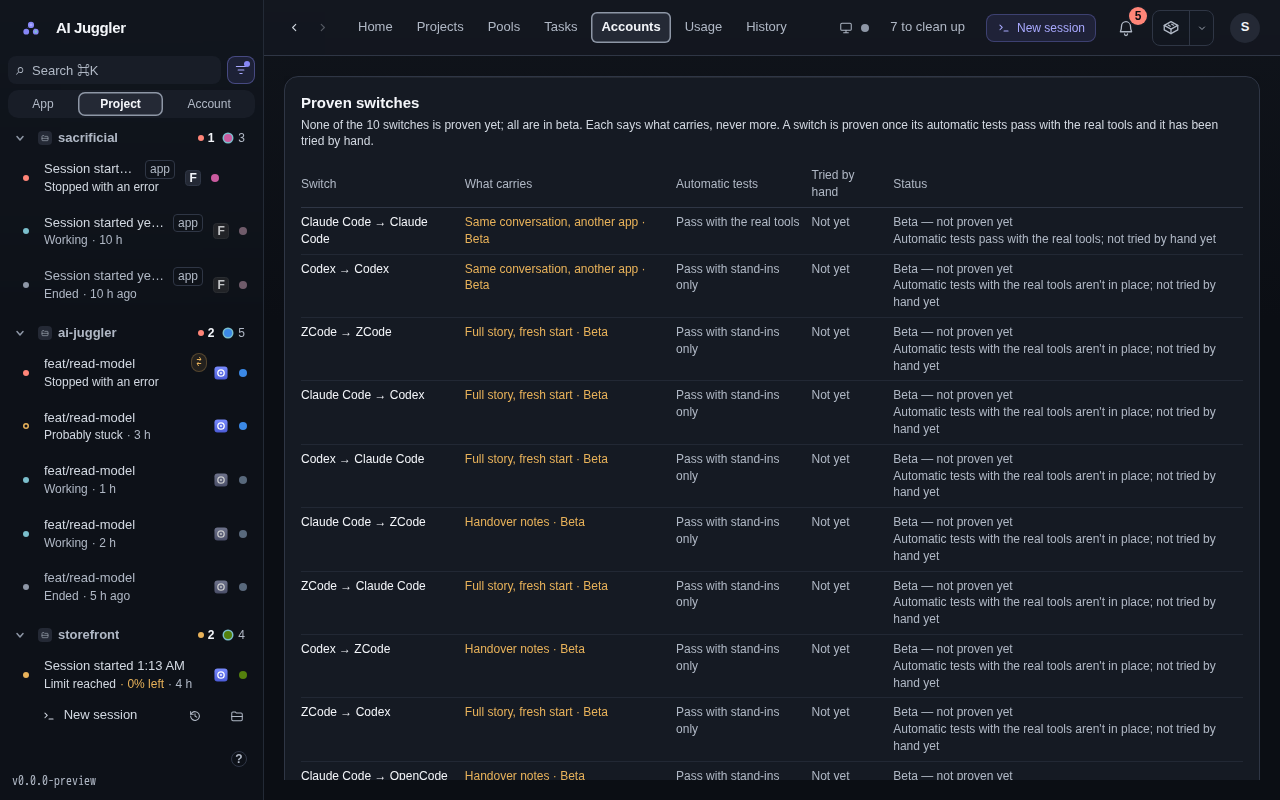 AI Juggler
Search ⌘K
App Project Account
sacrificial 1 3
Session start… app
Stopped with an error F
Session started ye… app
Working · 10 h F
Session started ye… app
Ended · 10 h ago F
ai-juggler 2 5
feat/read-model
Stopped with an error
feat/read-model
Probably stuck · 3 h
feat/read-model
Working · 1 h
feat/read-model
Working · 2 h
feat/read-model
Ended · 5 h ago
storefront 2 4
Session started 1:13 AM
Limit reached · 0% left · 4 h
New session
?
v0.0.0-preview
Home Projects Pools Tasks Accounts Usage History 7 to clean up New session 5 S
Proven switches
None of the 10 switches is proven yet; all are in beta. Each says what carries, never more. A switch is proven once its automatic tests pass with the real tools and it has been
tried by hand.
Switch What carries Automatic tests Tried by hand Status
Claude Code → Claude Code Same conversation, another app · Beta Pass with the real tools Not yet Beta — not proven yet
Automatic tests pass with the real tools; not tried by hand yet
Codex → Codex Same conversation, another app · Beta Pass with stand-ins only Not yet Beta — not proven yet
Automatic tests with the real tools aren't in place; not tried by hand yet
ZCode → ZCode Full story, fresh start · Beta Pass with stand-ins only Not yet Beta — not proven yet
Automatic tests with the real tools aren't in place; not tried by hand yet
Claude Code → Codex Full story, fresh start · Beta Pass with stand-ins only Not yet Beta — not proven yet
Automatic tests with the real tools aren't in place; not tried by hand yet
Codex → Claude Code Full story, fresh start · Beta Pass with stand-ins only Not yet Beta — not proven yet
Automatic tests with the real tools aren't in place; not tried by hand yet
Claude Code → ZCode Handover notes · Beta Pass with stand-ins only Not yet Beta — not proven yet
Automatic tests with the real tools aren't in place; not tried by hand yet
ZCode → Claude Code Full story, fresh start · Beta Pass with stand-ins only Not yet Beta — not proven yet
Automatic tests with the real tools aren't in place; not tried by hand yet
Codex → ZCode Handover notes · Beta Pass with stand-ins only Not yet Beta — not proven yet
Automatic tests with the real tools aren't in place; not tried by hand yet
ZCode → Codex Full story, fresh start · Beta Pass with stand-ins only Not yet Beta — not proven yet
Automatic tests with the real tools aren't in place; not tried by hand yet
Claude Code → OpenCode Handover notes · Beta Pass with stand-ins Not yet Beta — not proven yet